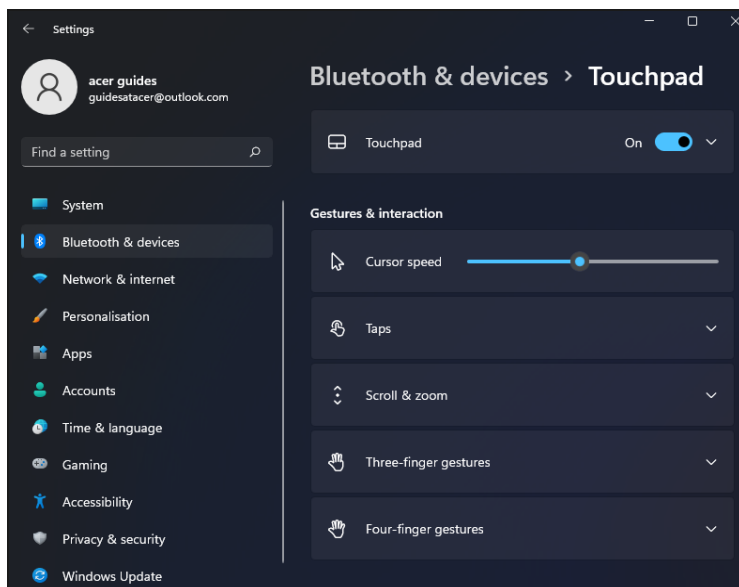 Settings
acer guides
guidesatacer@outlook.com
Find a setting
System
Bluetooth & devices
Network & internet
Personalisation
Apps
Accounts
Time & language
Gaming
Accessibility
Privacy & security
Windows Update
Bluetooth & devices > Touchpad
Touchpad On
Gestures & interaction
Cursor speed
Taps
Scroll & zoom
Three-finger gestures
Four-finger gestures